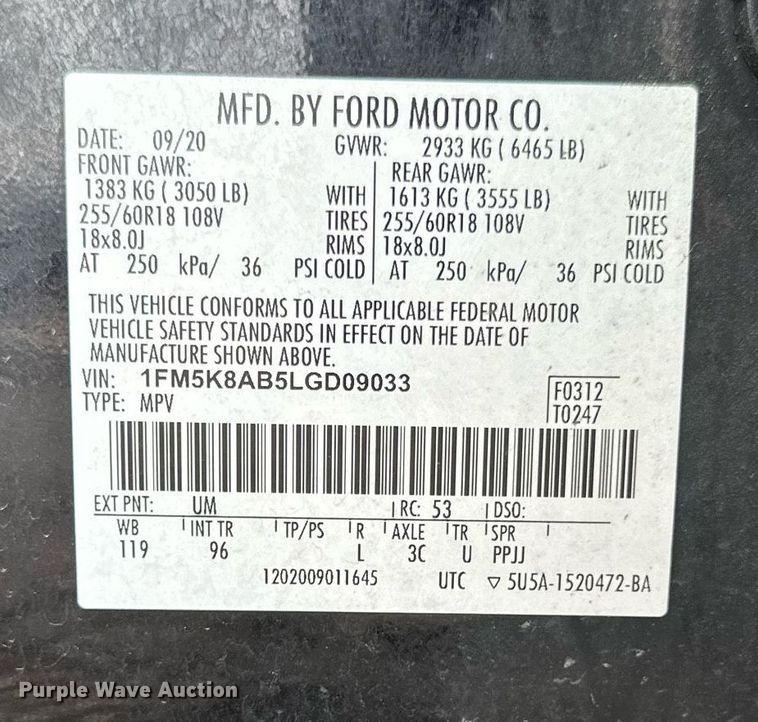 MFD. BY FORD MOTOR CO.
DATE: 09/20 GVWR: 2933 KG ( 6465 LB)
FRONT GAWR: REAR GAWR:
1383 KG ( 3050 LB) WITH 1613 KG ( 3555 LB) WITH
255/60R18 108V TIRES 255/60R18 108V TIRES
18x8.0J RIMS 18x8.0J RIMS
AT 250 kPa/ 36 PSI COLD AT 250 kPa/ 36 PSI COLD
THIS VEHICLE CONFORMS TO ALL APPLICABLE FEDERAL MOTOR
VEHICLE SAFETY STANDARDS IN EFFECT ON THE DATE OF
MANUFACTURE SHOWN ABOVE.
VIN: 1FM5K8AB5LGD09033 F0312
TYPE: MPV T0247
EXT PNT: UM RC: 53 DSO:
WB INT TR TP/PS R AXLE TR SPR
119 96 L 3C U PPJJ
1202009011645 UTC ▽ 5U5A-1520472-BA
Purple Wave Auction